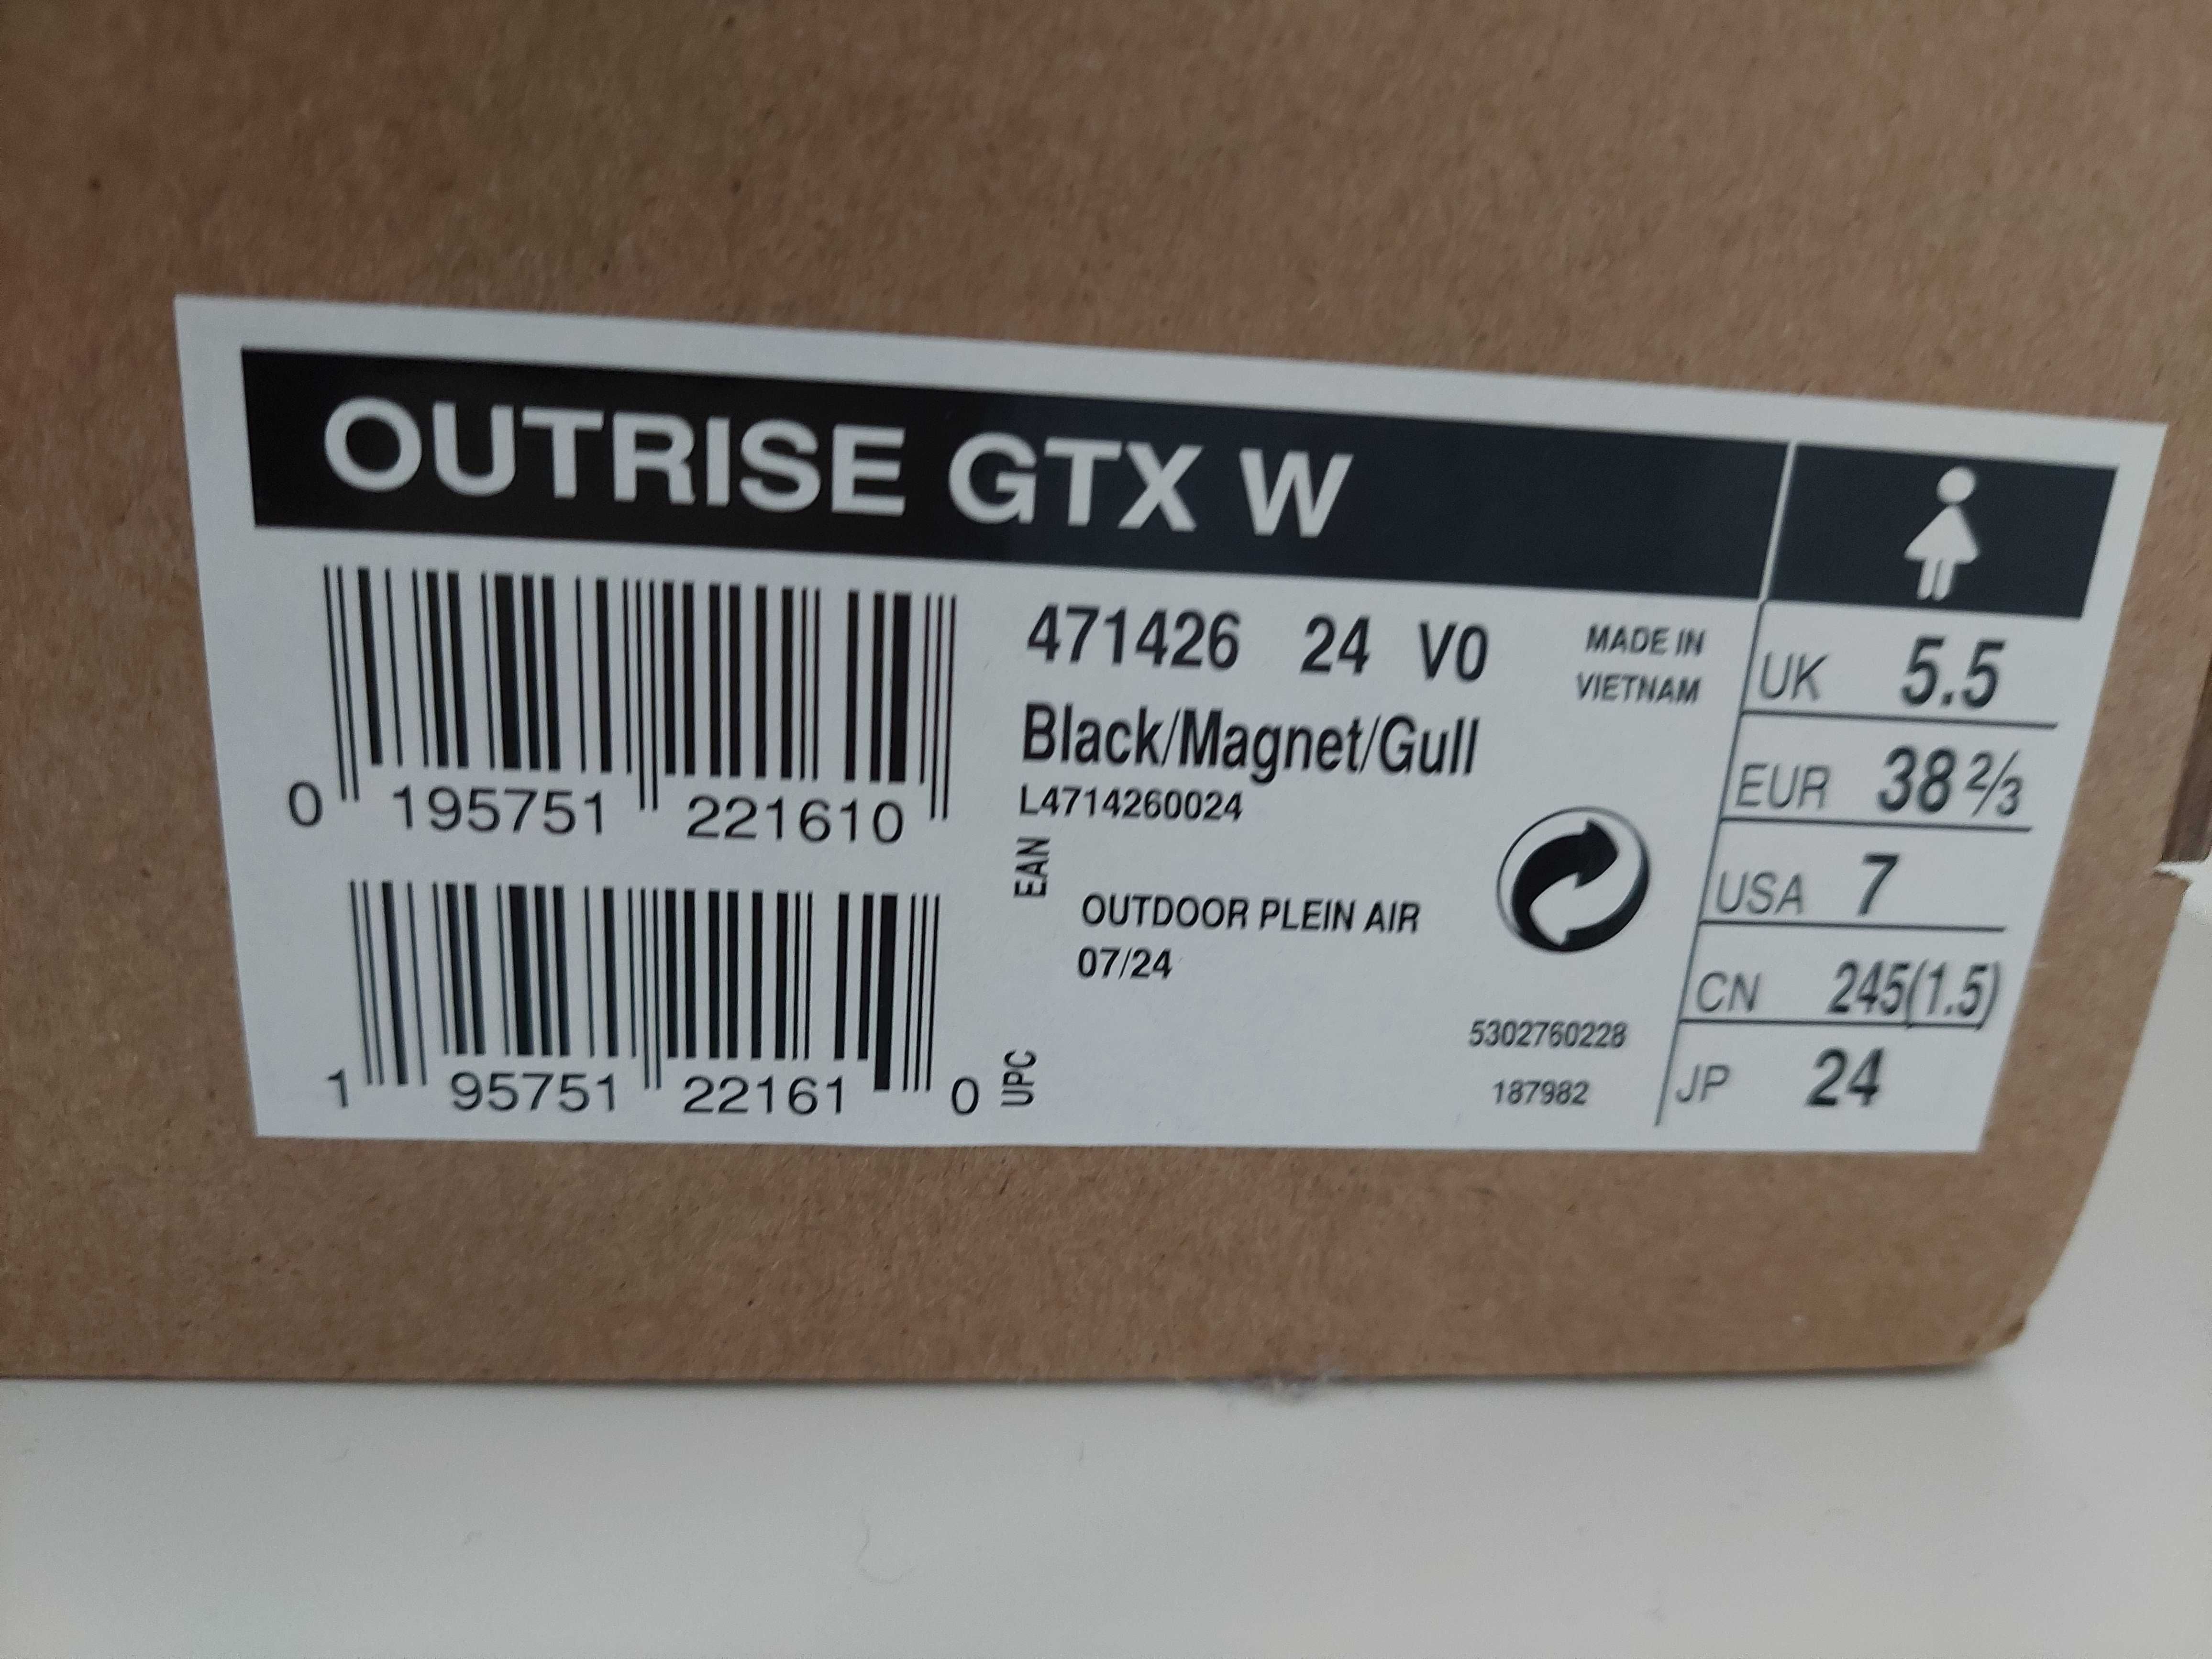 OUTRISE GTX W
471426 24 V0
Black/Magnet/Gull
L4714260024
MADE IN
VIETNAM
0 195751 221610
EAN
OUTDOOR PLEIN AIR
07/24
1 95751 22161 0
UPC
5302760228
187982
UK 5.5
EUR 38 2/3
USA 7
CN 245(1.5)
JP 24